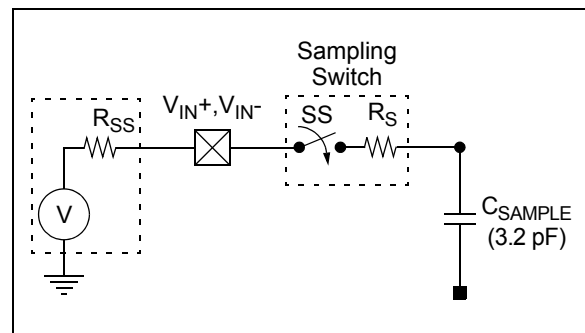 Sampling
Switch
VIN+,VIN-
RSS
SS
RS
V
CSAMPLE
(3.2 pF)